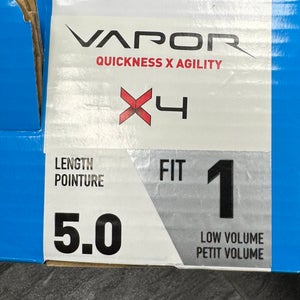 VAPOR
QUICKNESS X AGILITY
X4
LENGTH
POINTURE
5.0
FIT 1
LOW VOLUME
PETIT VOLUME